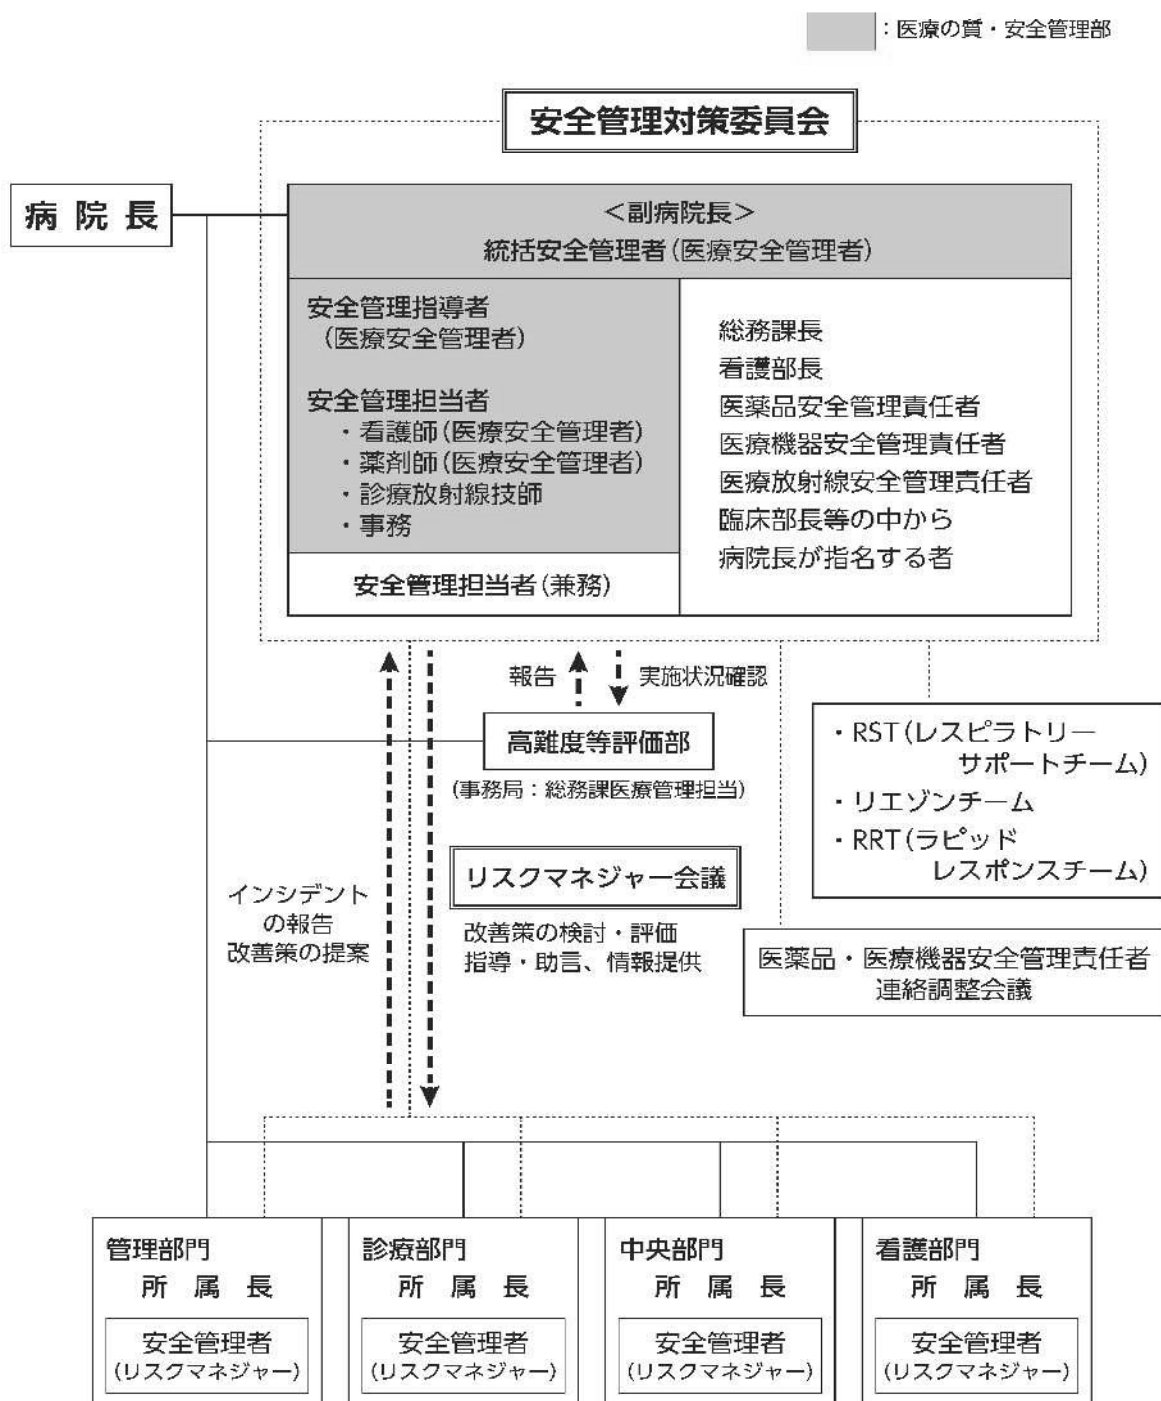 ：医療の質・安全管理部
安全管理対策委員会
病院長
＜副病院長＞
統括安全管理者（医療安全管理者）
安全管理指導者
（医療安全管理者）
安全管理担当者
・看護師（医療安全管理者）
・薬剤師（医療安全管理者）
・診療放射線技師
・事務
安全管理担当者（兼務）
総務課長
看護部長
医薬品安全管理責任者
医療機器安全管理責任者
医療放射線安全管理責任者
臨床部長等の中から
病院長が指名する者
報告
実施状況確認
高難度等評価部
（事務局：総務課医療管理担当）
・RST（レスピラトリー
サポートチーム）
・リエゾンチーム
・RRT（ラピッド
レスポンスチーム）
リスクマネジャー会議
改善策の検討・評価
指導・助言、情報提供
インシデント
の報告
改善策の提案
医薬品・医療機器安全管理責任者
連絡調整会議
管理部門
所属長
安全管理者
（リスクマネジャー）
診療部門
所属長
安全管理者
（リスクマネジャー）
中央部門
所属長
安全管理者
（リスクマネジャー）
看護部門
所属長
安全管理者
（リスクマネジャー）